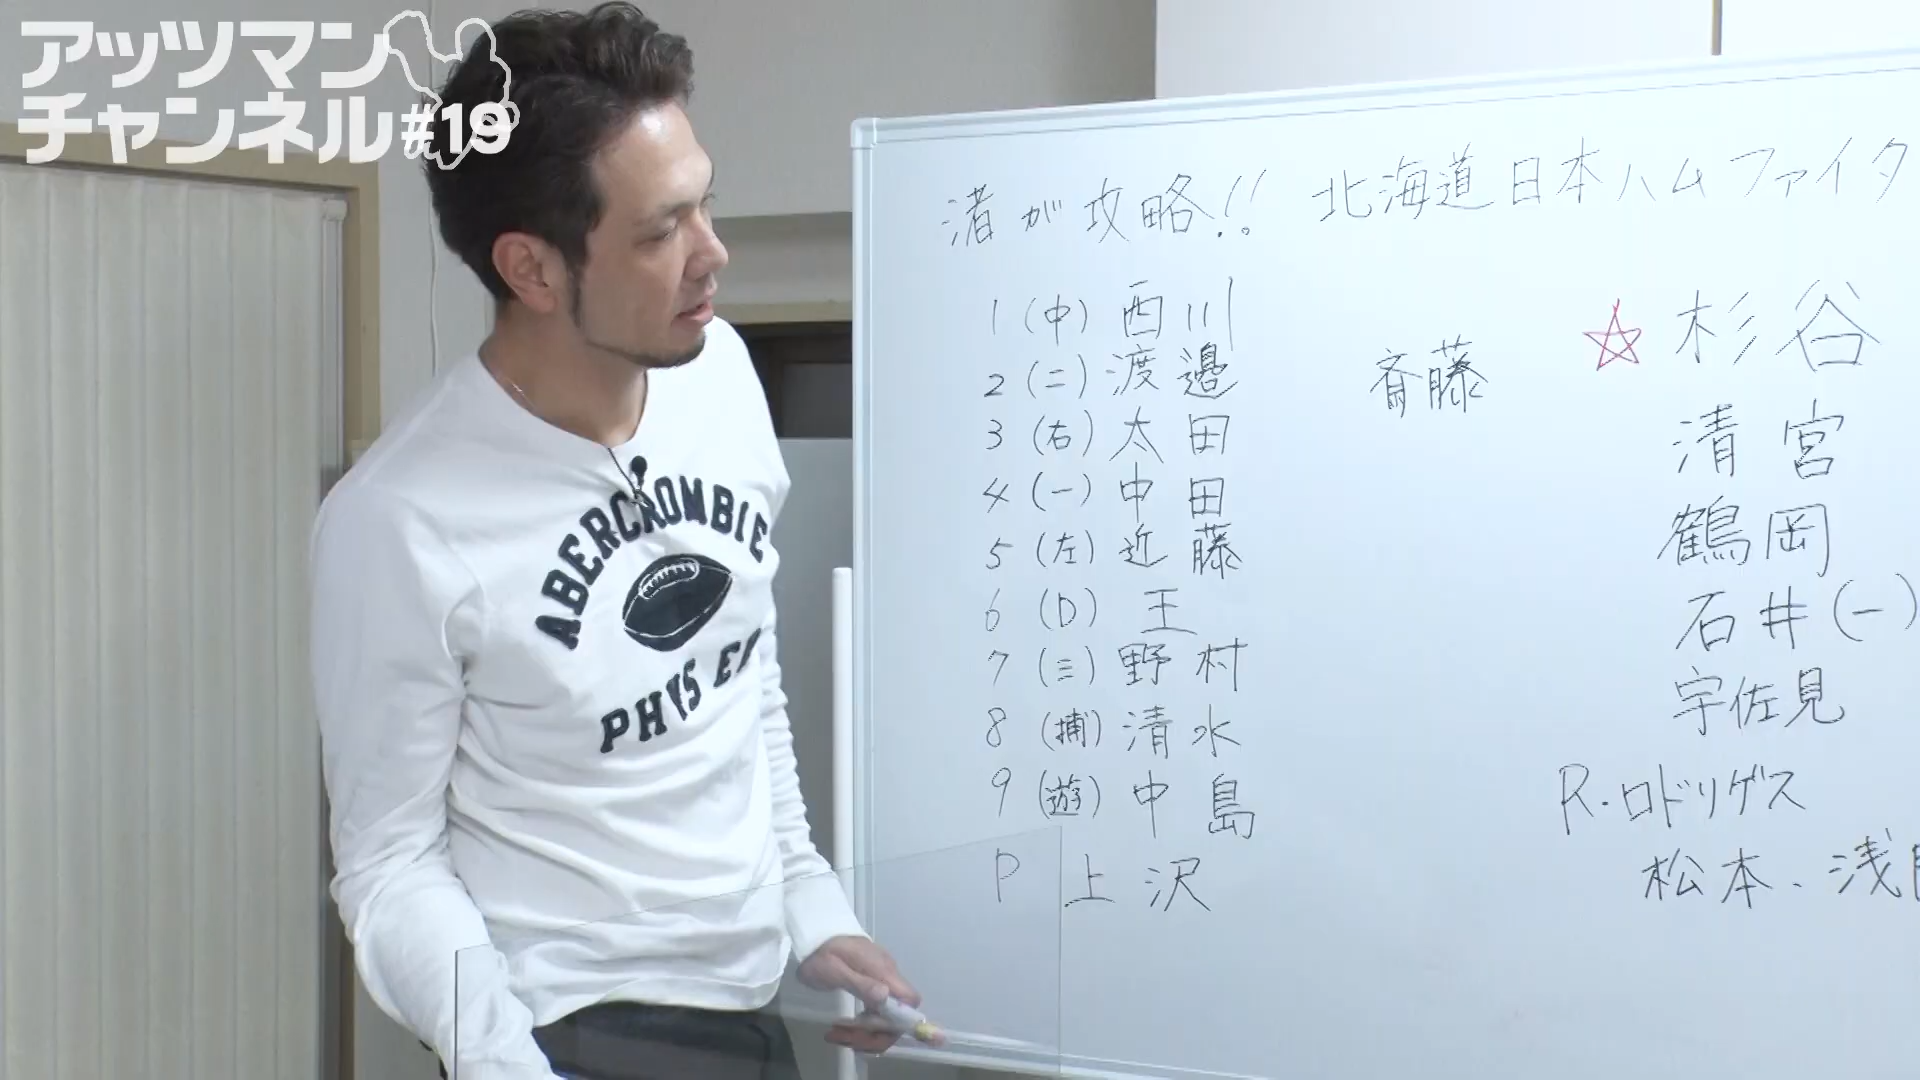 アッツマン
チャンネル#19
渚が攻略!! 北海道日本ハムファイタ
1 (中) 西川
2 (二) 渡邉
3 (右) 太田
4 (一) 中田
5 (左) 近藤
6 (D) 王
7 (三) 野村
8 (捕) 清水
9 (遊) 中島
P 上沢
斎藤
☆ 杉谷
清宮
鶴岡
石井(一)
宇佐見
R.ロドリゲス
松本、浅
ABERCROMBIE
PHYS ED